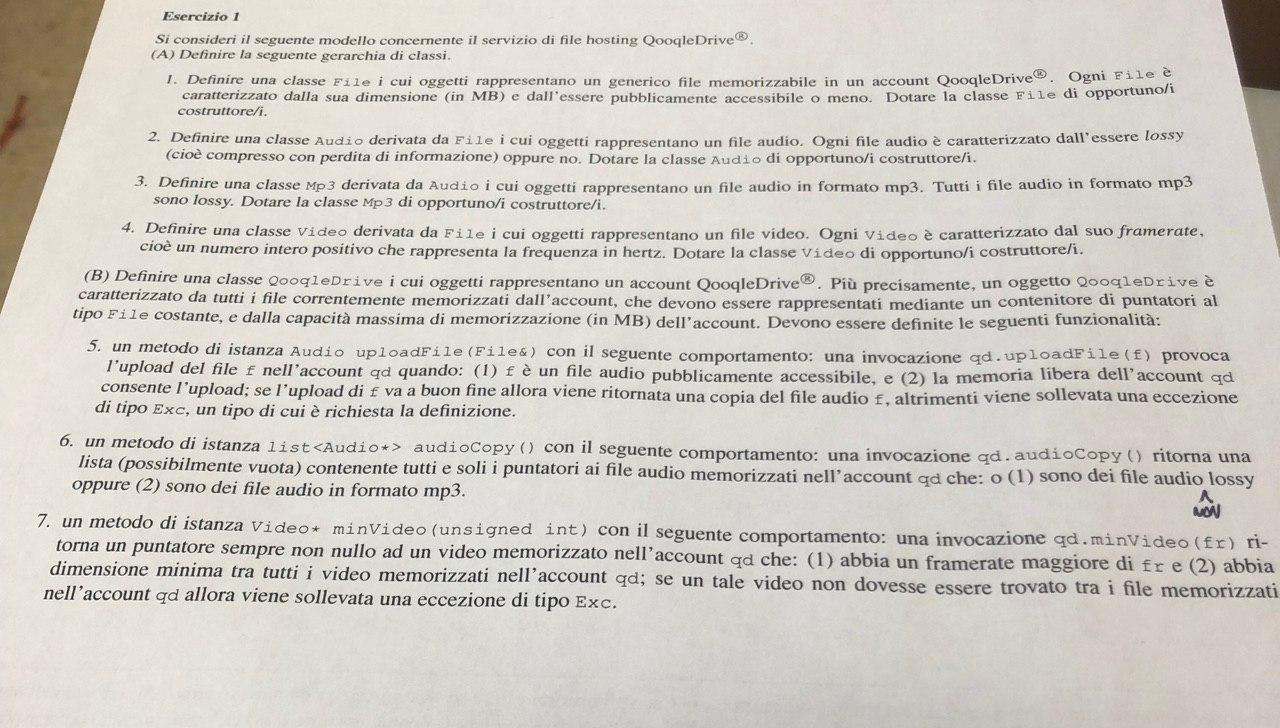 Esercizio 1
Si consideri il seguente modello concernente il servizio di file hosting QooqleDrive®.
(A) Definire la seguente gerarchia di classi.
1. Definire una classe File i cui oggetti rappresentano un generico file memorizzabile in un account QooqleDrive®. Ogni File è
caratterizzato dalla sua dimensione (in MB) e dall'essere pubblicamente accessibile o meno. Dotare la classe File di opportuno/i
costruttore/i.
2. Definire una classe Audio derivata da File i cui oggetti rappresentano un file audio. Ogni file audio è caratterizzato dall'essere lossy
(cioè compresso con perdita di informazione) oppure no. Dotare la classe Audio di opportuno/i costruttore/i.
3. Definire una classe Mp3 derivata da Audio i cui oggetti rappresentano un file audio in formato mp3. Tutti i file audio in formato mp3
sono lossy. Dotare la classe Mp3 di opportuno/i costruttore/i.
4. Definire una classe Video derivata da File i cui oggetti rappresentano un file video. Ogni Video è caratterizzato dal suo framerate,
cioè un numero intero positivo che rappresenta la frequenza in hertz. Dotare la classe Video di opportuno/i costruttore/i.
(B) Definire una classe QooqleDrive i cui oggetti rappresentano un account QooqleDrive®. Più precisamente, un oggetto QooqleDrive è
caratterizzato da tutti i file correntemente memorizzati dall'account, che devono essere rappresentati mediante un contenitore di puntatori al
tipo File costante, e dalla capacità massima di memorizzazione (in MB) dell'account. Devono essere definite le seguenti funzionalità:
5. un metodo di istanza Audio uploadFile(File&) con il seguente comportamento: una invocazione qd.uploadFile(f) provoca
l'upload del file f nell'account qd quando: (1) f è un file audio pubblicamente accessibile, e (2) la memoria libera dell'account qd
consente l'upload; se l'upload di f va a buon fine allora viene ritornata una copia del file audio f, altrimenti viene sollevata una eccezione
di tipo Exc, un tipo di cui è richiesta la definizione.
6. un metodo di istanza list<Audio*> audioCopy() con il seguente comportamento: una invocazione qd.audioCopy() ritorna una
lista (possibilmente vuota) contenente tutti e soli i puntatori ai file audio memorizzati nell'account qd che: o (1) sono dei file audio lossy
oppure (2) sono dei file audio in formato mp3.
NON
7. un metodo di istanza Video* minVideo(unsigned int) con il seguente comportamento: una invocazione qd.minVideo(fr) ri-
torna un puntatore sempre non nullo ad un video memorizzato nell'account qd che: (1) abbia un framerate maggiore di fr e (2) abbia
dimensione minima tra tutti i video memorizzati nell'account qd; se un tale video non dovesse essere trovato tra i file memorizzati
nell'account qd allora viene sollevata una eccezione di tipo Exc.